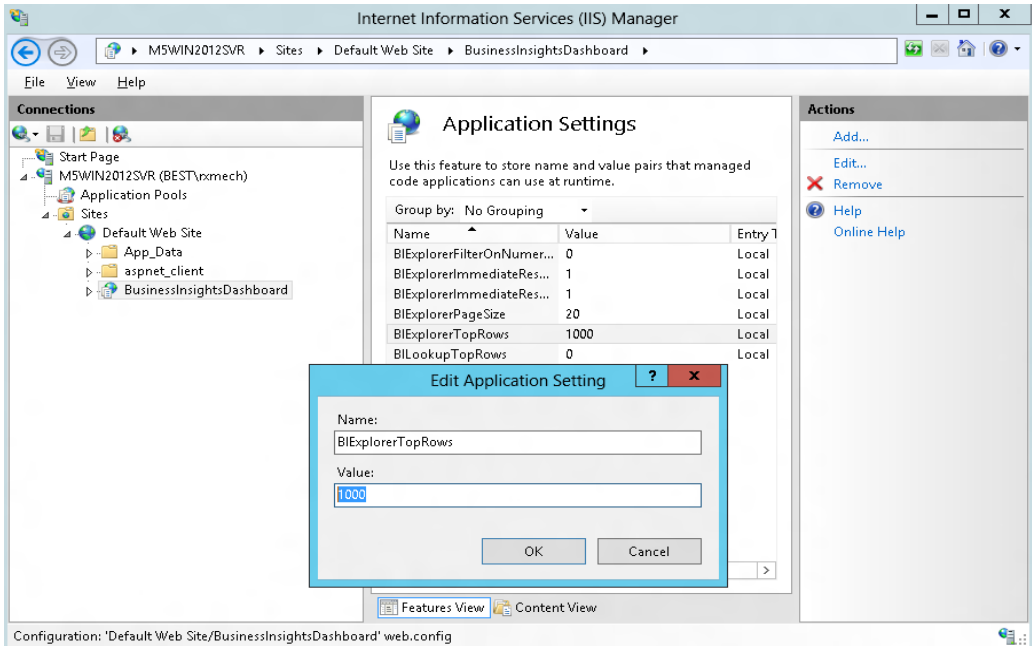 Internet Information Services (IIS) Manager
M5WIN2012SVR Sites Default Web Site BusinessInsightsDashboard
File View Help
Connections
Start Page
M5WIN2012SVR (BEST\rxmech)
Application Pools
Sites
Default Web Site
App_Data
aspnet_client
BusinessInsightsDashboard
Application Settings
Use this feature to store name and value pairs that managed
code applications can use at runtime.
Group by: No Grouping
Name Value Entry T
BIExplorerFilterOnNumer... 0 Local
BIExplorerImmediateRes... 1 Local
BIExplorerImmediateRes... 1 Local
BIExplorerPageSize 20 Local
BIExplorerTopRows 1000 Local
BILookupTopRows 0 Local
Edit Application Setting ? x
Name:
BIExplorerTopRows
Value:
1000
OK Cancel
Features View Content View
Actions
Add...
Edit...
Remove
Help
Online Help
Configuration: 'Default Web Site/BusinessInsightsDashboard' web.config